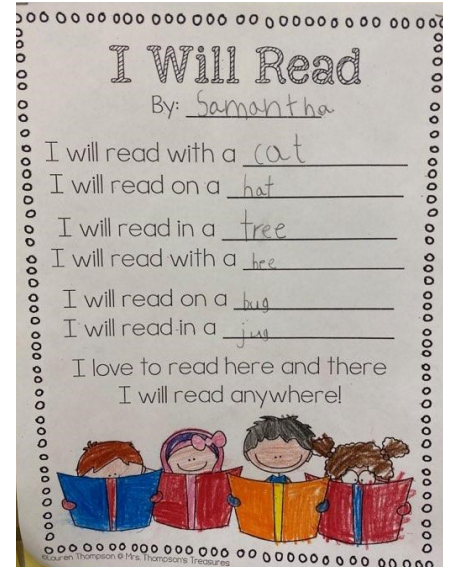 I Will Read
By: Samantha
I will read with a cat
I will read on a hat
I will read in a tree
I will read with a bee
I will read on a bug
I will read in a jug
I love to read here and there
I will read anywhere!
©Lauren Thompson @ Mrs. Thompson's Treasures